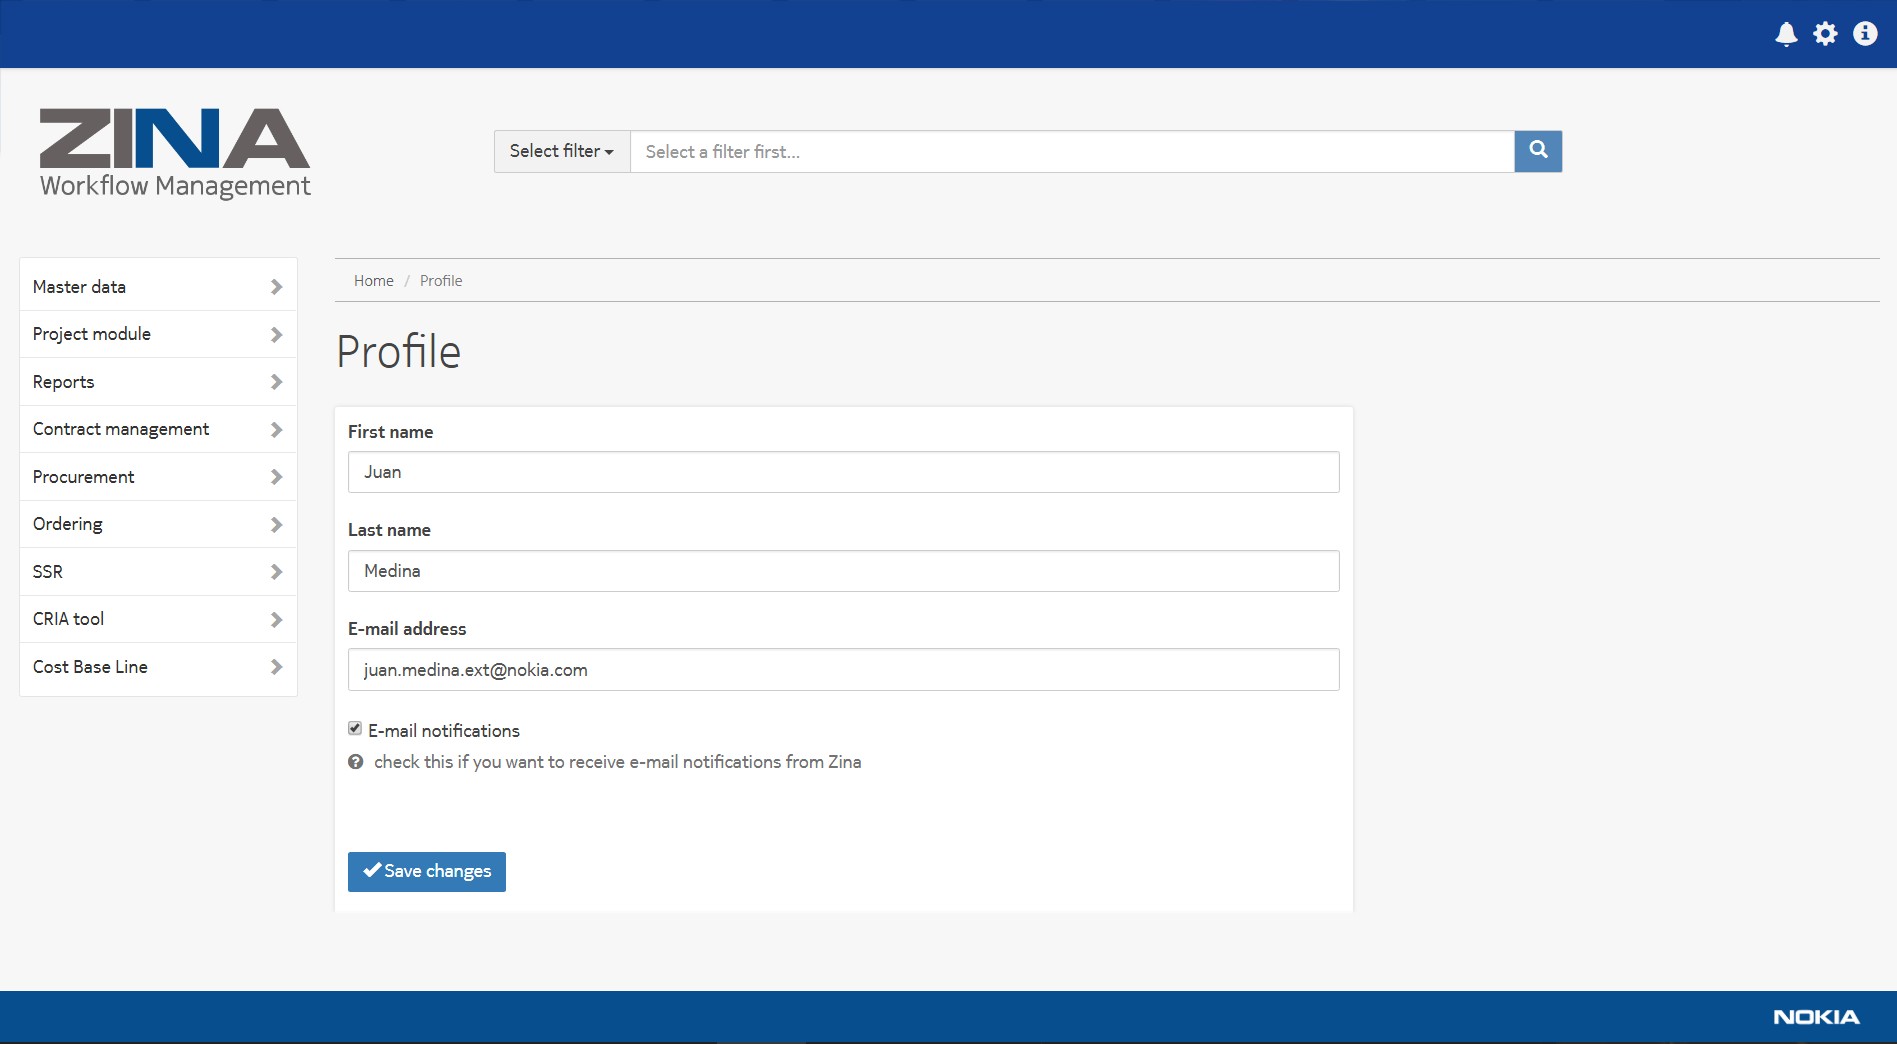 ZINA
Workflow Management
Select filter
Select a filter first...
Master data
Project module
Reports
Contract management
Procurement
Ordering
SSR
CRIA tool
Cost Base Line
Home / Profile
Profile
First name
Juan
Last name
Medina
E-mail address
juan.medina.ext@nokia.com
E-mail notifications
check this if you want to receive e-mail notifications from Zina
Save changes
NOKIA